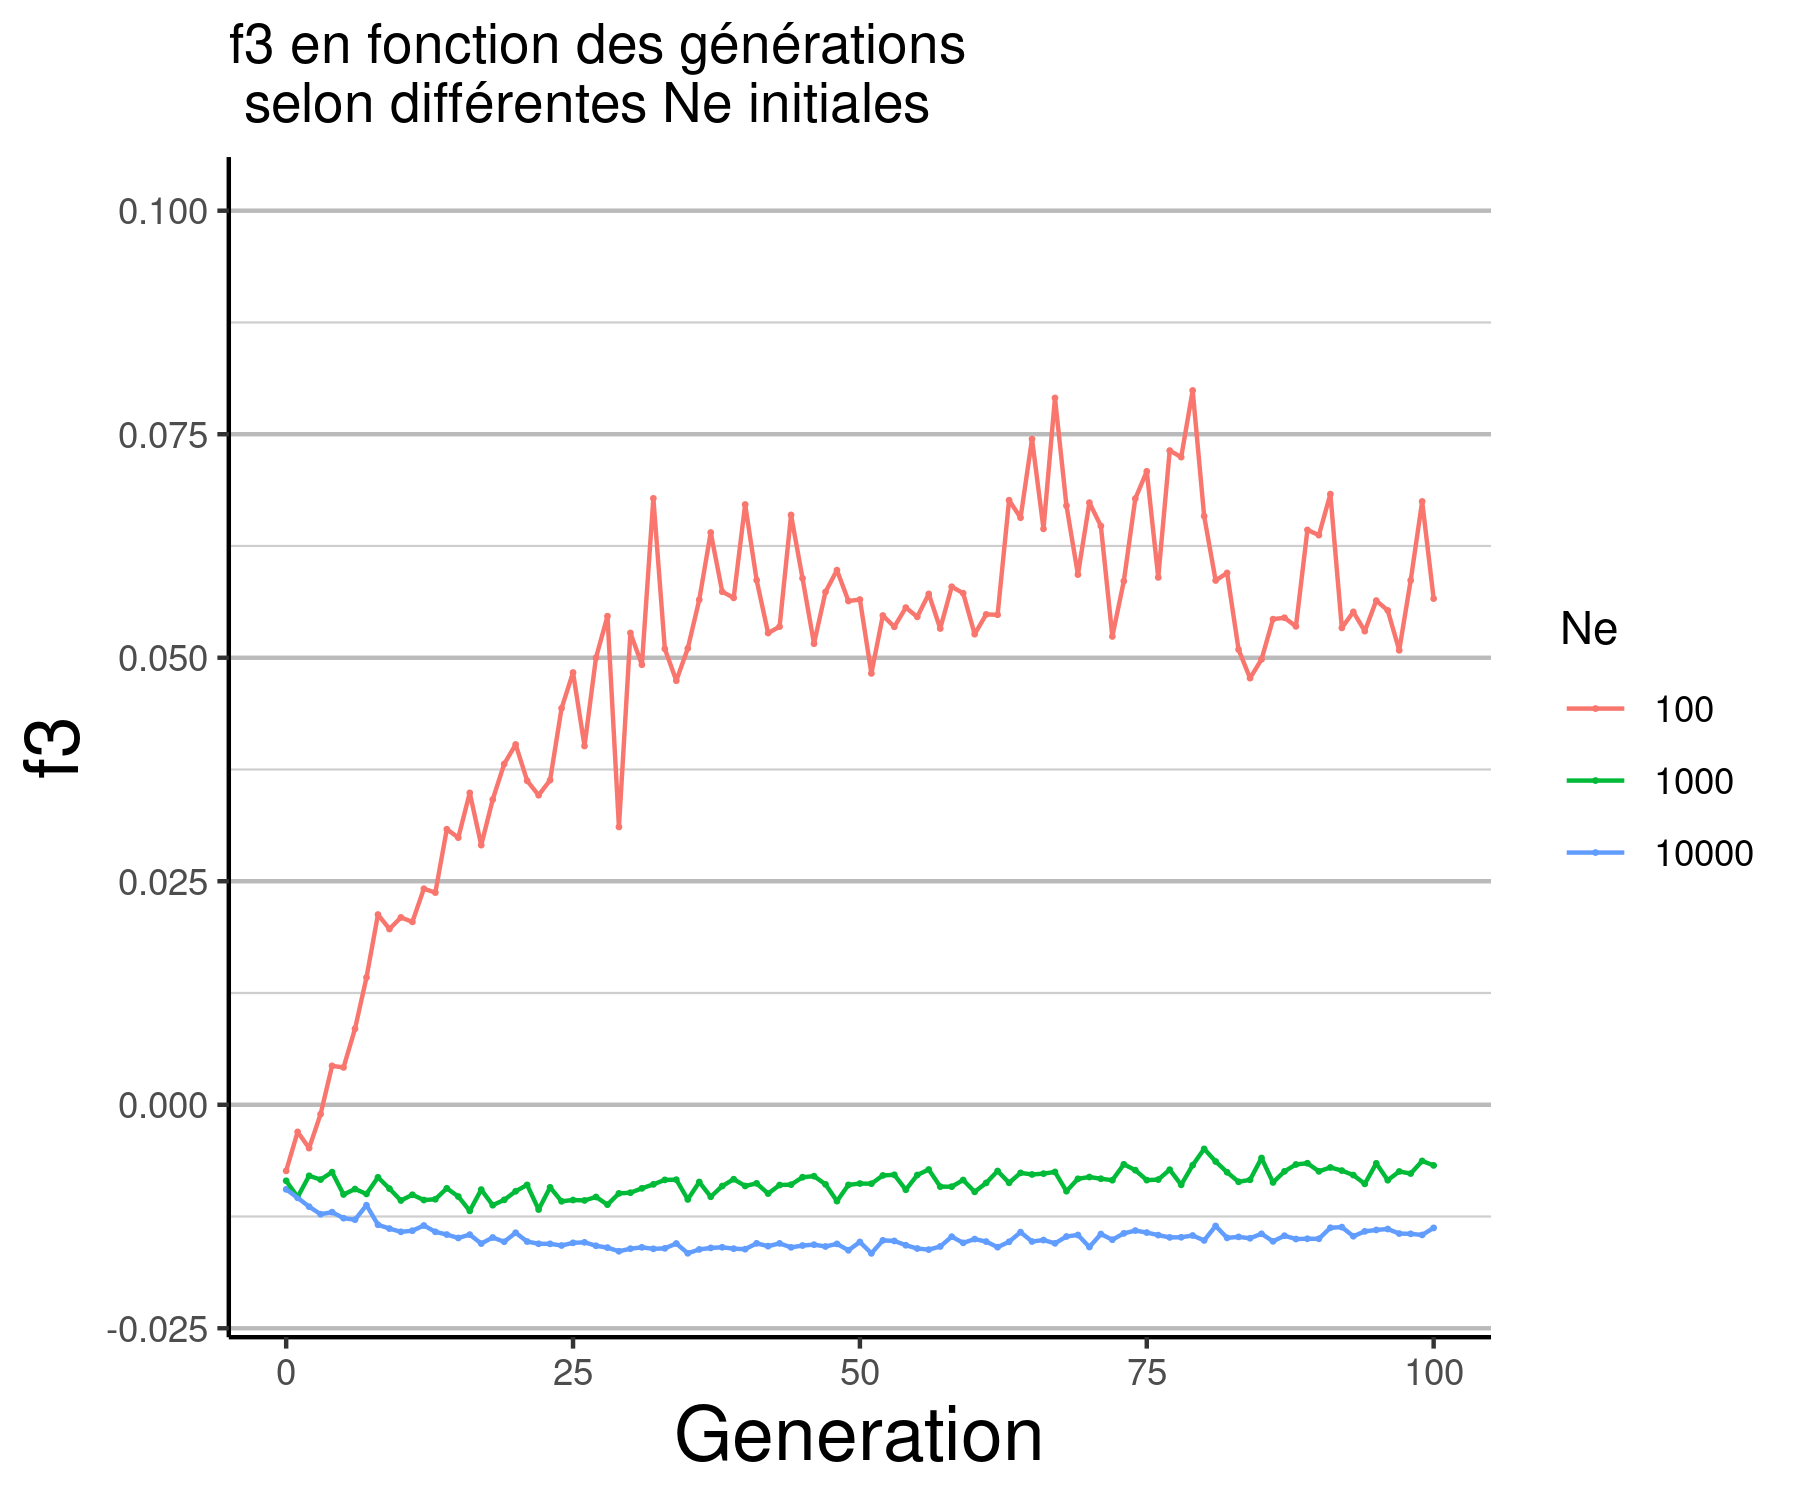 f3 en fonction des générations
selon différentes Ne initiales
0.100
0.075
0.050
0.025
0.000
-0.025
f3
0
25
50
75
100
Generation
Ne
100
1000
10000